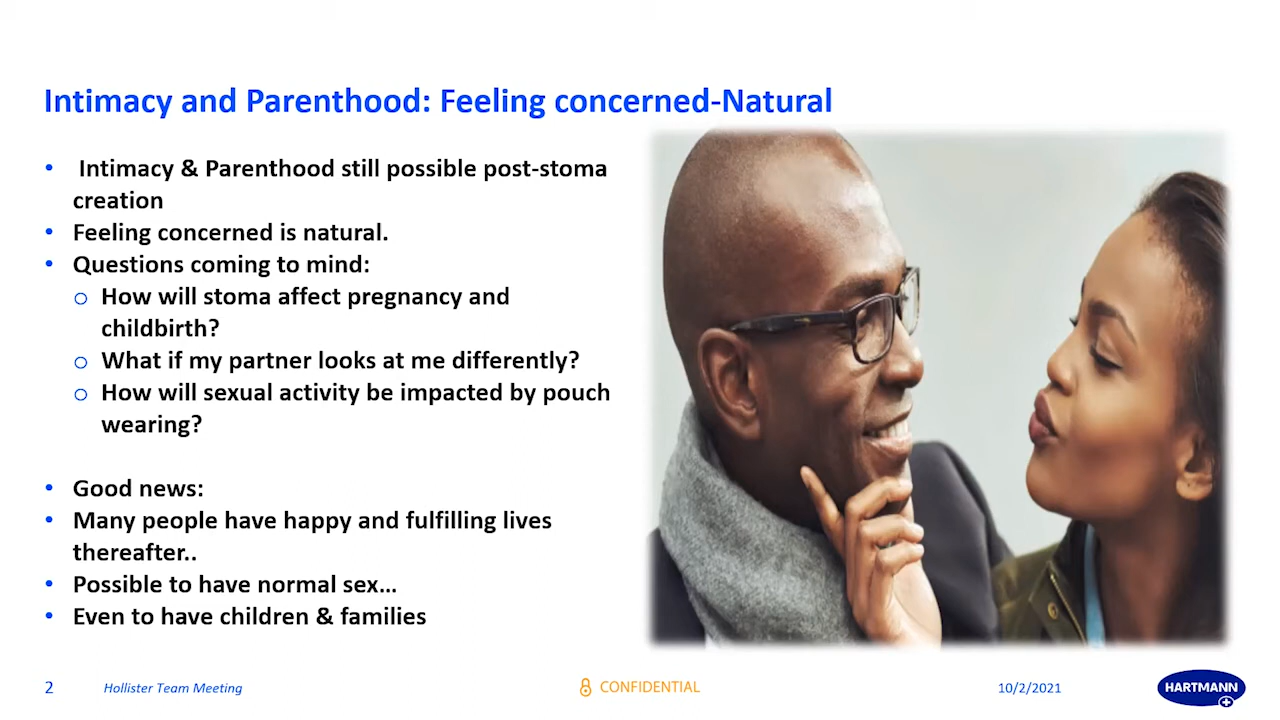 Intimacy and Parenthood: Feeling concerned-Natural
• Intimacy & Parenthood still possible post-stoma
creation
• Feeling concerned is natural.
• Questions coming to mind:
o How will stoma affect pregnancy and
childbirth?
o What if my partner looks at me differently?
o How will sexual activity be impacted by pouch
wearing?
• Good news:
• Many people have happy and fulfilling lives
thereafter..
• Possible to have normal sex...
• Even to have children & families
2 Hollister Team Meeting CONFIDENTIAL 10/2/2021 HARTMANN